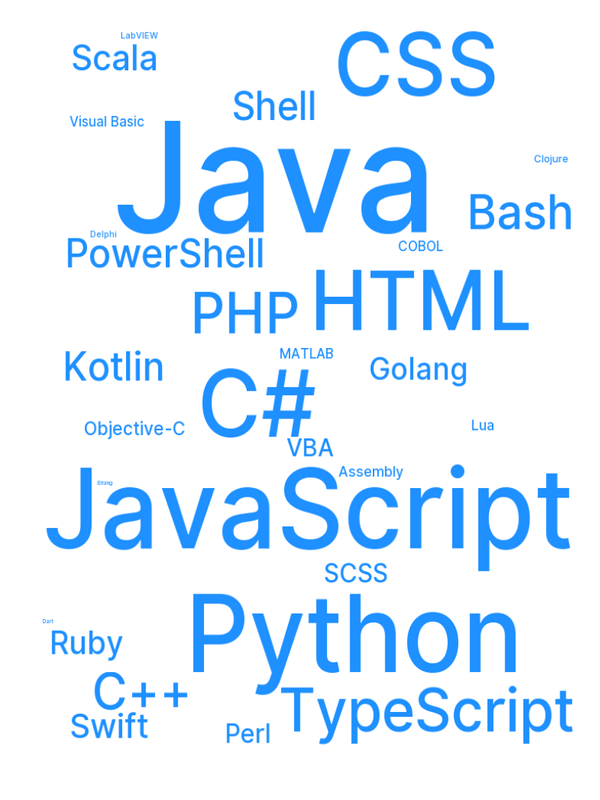 LabVIEW
Scala
CSS
Shell
Visual Basic
Java
Clojure
Bash
Delphi
PowerShell
COBOL
HTML
PHP
MATLAB
Kotlin
Golang
C#
Objective-C
Lua
VBA
Assembly
Erlang
JavaScript
SCSS
Python
Dart
Ruby
C++
TypeScript
Swift
Perl